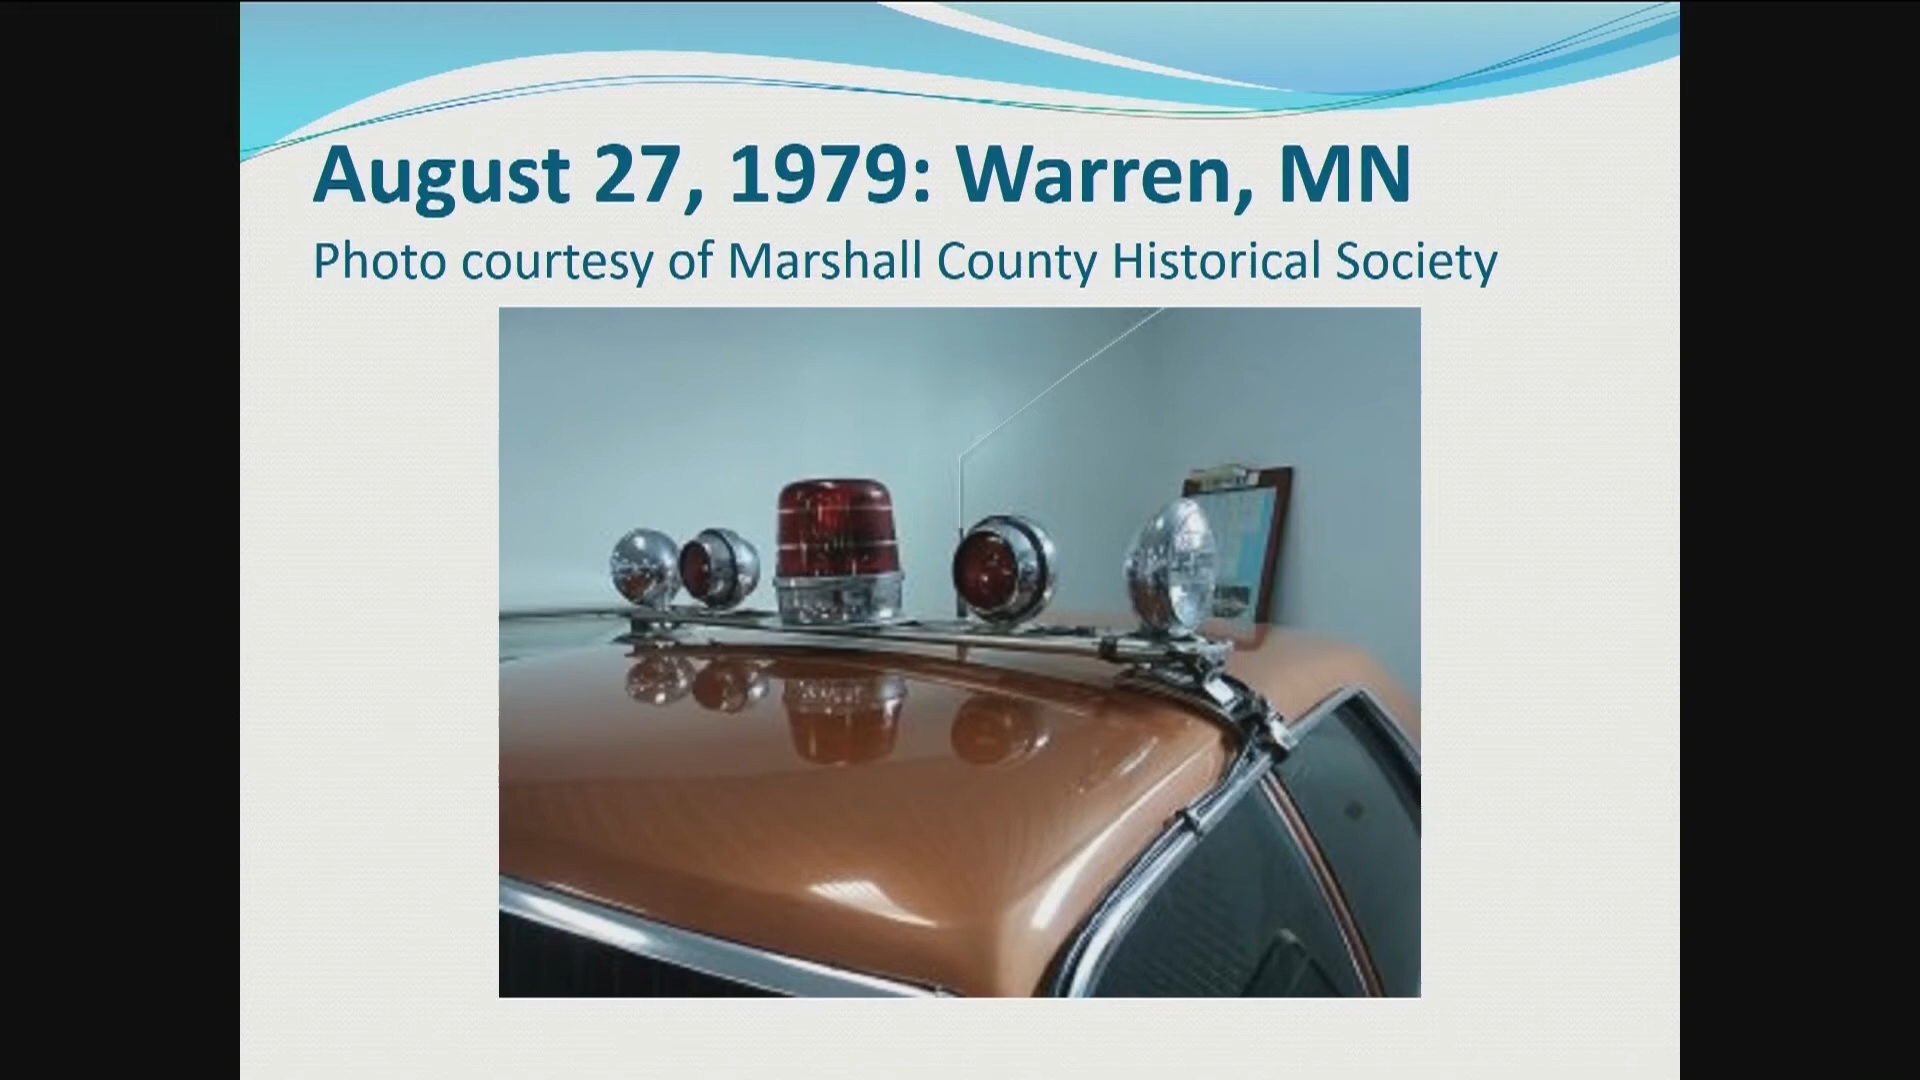 August 27, 1979: Warren, MN
Photo courtesy of Marshall County Historical Society